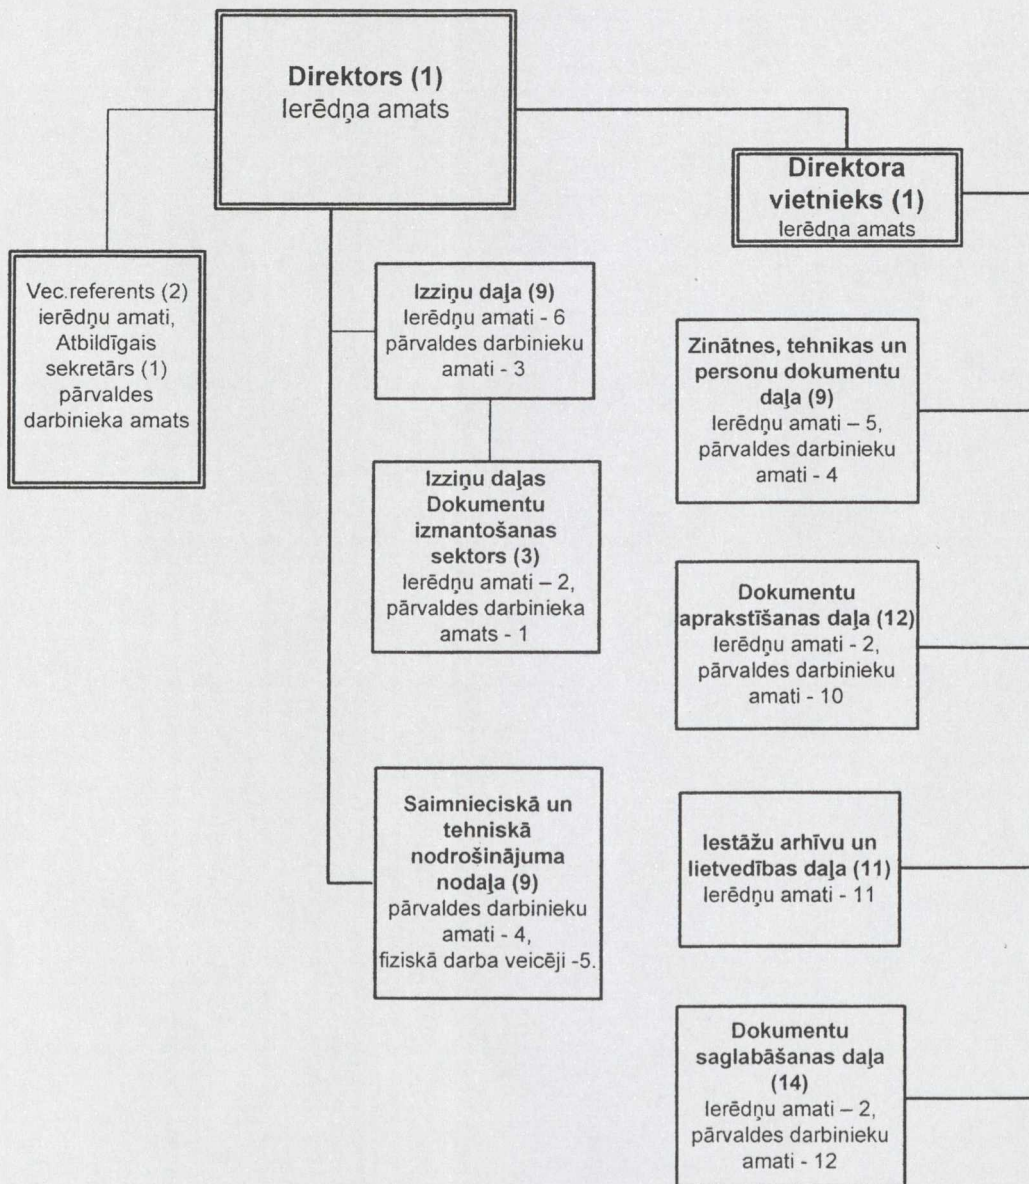 Direktors (1)
Ierēdņa amats
Direktora
vietnieks (1)
Ierēdņa amats
Vec.referents (2)
ierēdņu amati,
Atbildīgais
sekretārs (1)
pārvaldes
darbinieka amats
Izziņu daļa (9)
Ierēdņu amati - 6
pārvaldes darbinieku
amati - 3
Izziņu daļas
Dokumentu
izmantošanas
sektors (3)
Ierēdņu amati – 2,
pārvaldes darbinieka
amats - 1
Saimnieciskā un
tehniskā
nodrošinājuma
nodaļa (9)
pārvaldes darbinieku
amati - 4,
fiziskā darba veicēji -5.
Zinātnes, tehnikas un
personu dokumentu
daļa (9)
Ierēdņu amati – 5,
pārvaldes darbinieku
amati - 4
Dokumentu
aprakstīšanas daļa (12)
Ierēdņu amati - 2,
pārvaldes darbinieku
amati - 10
Iestāžu arhīvu un
lietvedības daļa (11)
Ierēdņu amati - 11
Dokumentu
saglabāšanas daļa
(14)
Ierēdņu amati – 2,
pārvaldes darbinieku
amati - 12